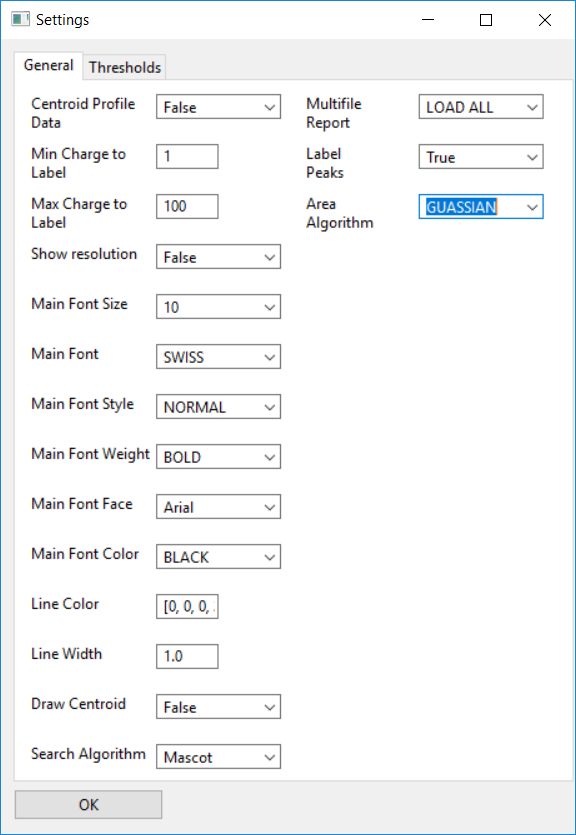 Settings
General Thresholds
Centroid Profile
Data
False
Multifile
Report
LOAD ALL
Min Charge to
Label
1
Label
Peaks
True
Max Charge to
Label
100
Area
Algorithm
GUASSIAN
Show resolution False
Main Font Size 10
Main Font SWISS
Main Font Style NORMAL
Main Font Weight BOLD
Main Font Face Arial
Main Font Color BLACK
Line Color [0, 0, 0,
Line Width 1.0
Draw Centroid False
Search Algorithm Mascot
OK